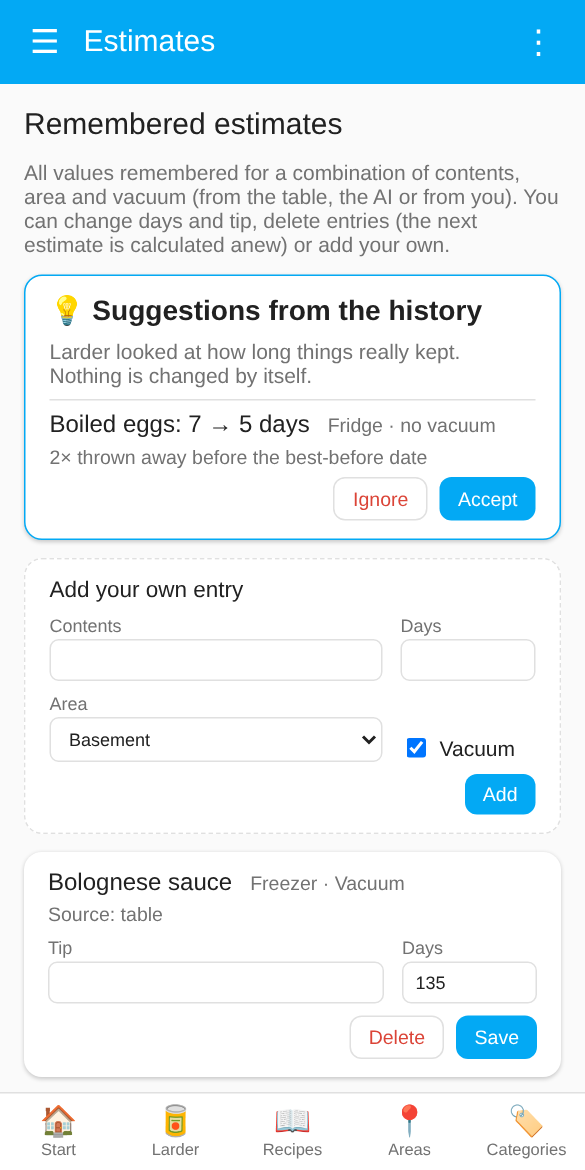 ☰ Estimates ⋮
Remembered estimates
All values remembered for a combination of contents,
area and vacuum (from the table, the AI or from you). You
can change days and tip, delete entries (the next
estimate is calculated anew) or add your own.
💡 Suggestions from the history
Larder looked at how long things really kept.
Nothing is changed by itself.
Boiled eggs: 7 → 5 days Fridge · no vacuum
2× thrown away before the best-before date
Ignore Accept
Add your own entry
Contents Days
Area
Basement Vacuum
Add
Bolognese sauce Freezer · Vacuum
Source: table
Tip Days
135
Delete Save
Start Larder Recipes Areas Categories